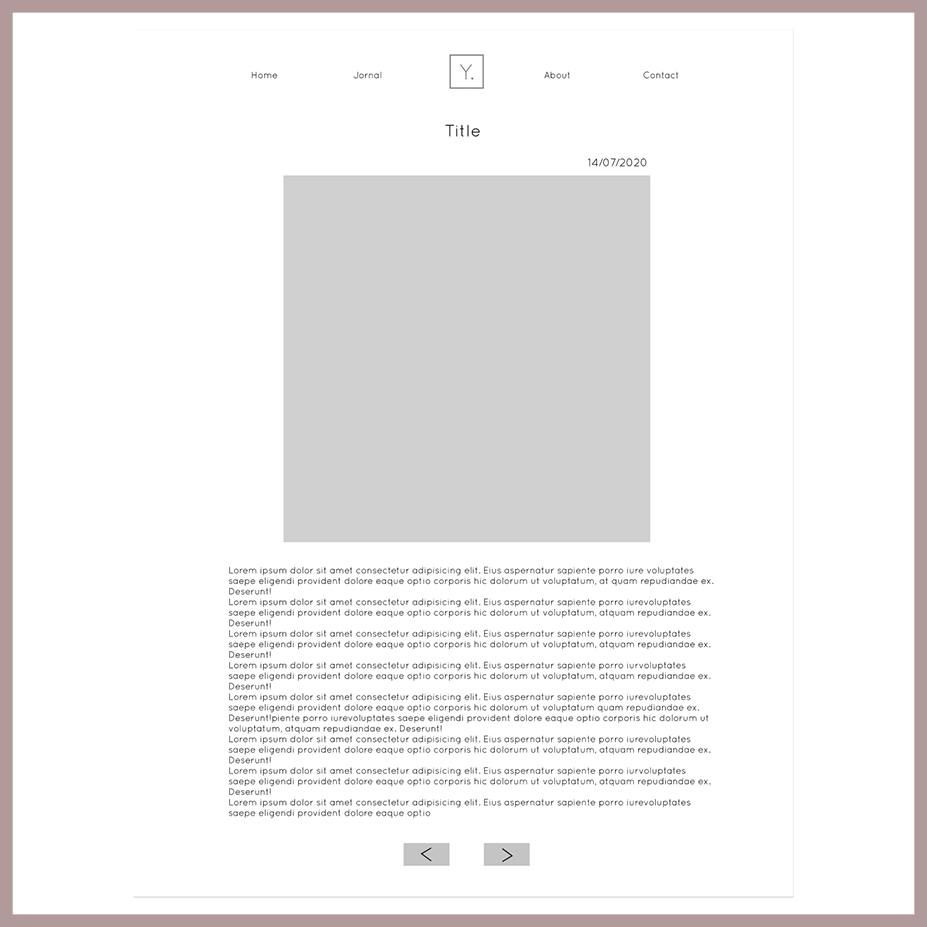 Home Jornal Y. About Contact
Title
14/07/2020
Lorem ipsum dolor sit amet consectetur adipisicing elit. Eius aspernatur sapiente porro iure voluptates
saepe eligendi provident dolore eaque optio corporis hic dolorum ut voluptatum, at quam repudiandae ex.
Deserunt!
Lorem ipsum dolor sit amet consectetur adipisicing elit. Eius aspernatur sapiente porro iurevoluptates
saepe eligendi provident dolore eaque optio corporis hic dolorum ut voluptatum, atquam repudiandae ex.
Deserunt!
Lorem ipsum dolor sit amet consectetur adipisicing elit. Eius aspernatur sapiente porro iurevoluptates
saepe eligendi provident dolore eaque optio corporis hic dolorum ut voluptatum, atquam repudiandae ex.
Deserunt!
Lorem ipsum dolor sit amet consectetur adipisicing elit. Eius aspernatur sapiente porro iurvoluptates
saepe eligendi provident dolore eaque optio corporis hic dolorum ut voluptatum, atquam repudiandae ex.
Deserunt!
Lorem ipsum dolor sit amet consectetur adipisicing elit. Eius aspernatur sapiente porro iurevoluptates
saepe eligendi provident dolore eaque optio corporis hic dolorum ut voluptatum quam repudiandae ex.
Deserunt!piente porro iurevoluptates saepe eligendi provident dolore eaque optio corporis hic dolorum ut
voluptatum, atquam repudiandae ex. Deserunt!
Lorem ipsum dolor sit amet consectetur adipisicing elit. Eius aspernatur sapiente porro iurevoluptates
saepe eligendi provident dolore eaque optio corporis hic dolorum ut voluptatum, atquam repudiandae ex.
Deserunt!
Lorem ipsum dolor sit amet consectetur adipisicing elit. Eius aspernatur sapiente porro iurvoluptates
saepe eligendi provident dolore eaque optio corporis hic dolorum ut voluptatum, atquam repudiandae ex.
Deserunt!
Lorem ipsum dolor sit amet consectetur adipisicing elit. Eius aspernatur sapiente porro iurevoluptates
saepe eligendi provident dolore eaque optio
< >